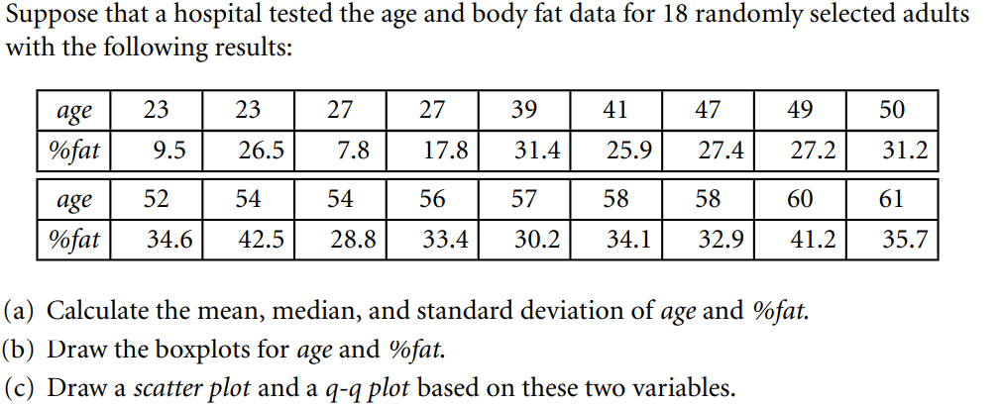 Suppose that a hospital tested the age and body fat data for 18 randomly selected adults
with the following results:
age 23 23 27 27 39 41 47 49 50
%fat 9.5 26.5 7.8 17.8 31.4 25.9 27.4 27.2 31.2
age 52 54 54 56 57 58 58 60 61
%fat 34.6 42.5 28.8 33.4 30.2 34.1 32.9 41.2 35.7
(a) Calculate the mean, median, and standard deviation of age and %fat.
(b) Draw the boxplots for age and %fat.
(c) Draw a scatter plot and a q-q plot based on these two variables.